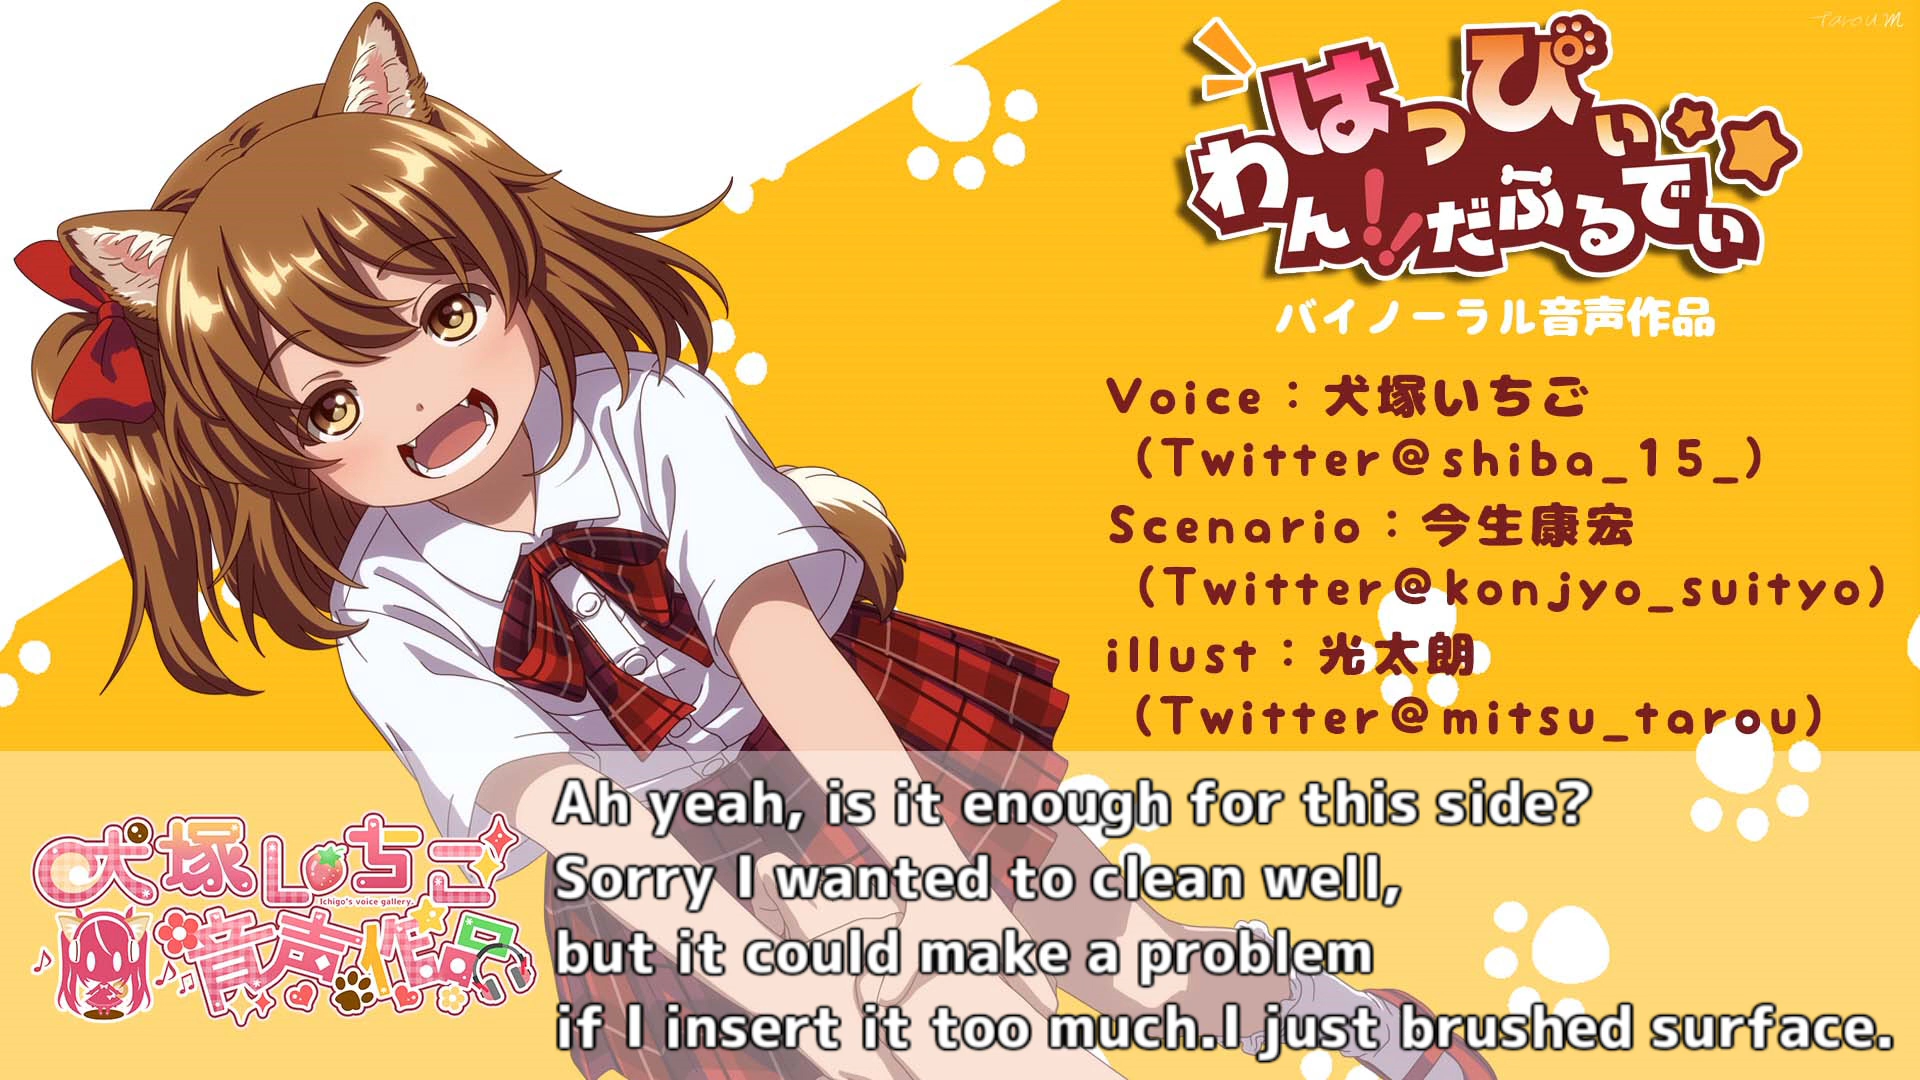 Tarou M
はっぴぃ
わん!!だふるでぃ
バイノーラル音声作品
Voice：犬塚いちご
(Twitter@shiba_15_)
Scenario：今生康宏
(Twitter@konjyo_suityo)
illust：光太朗
(Twitter@mitsu_tarou)
犬塚いちご
Ichigo's voice gallery.
音声作品
Ah yeah, is it enough for this side?
Sorry I wanted to clean well,
but it could make a problem
if I insert it too much.I just brushed surface.